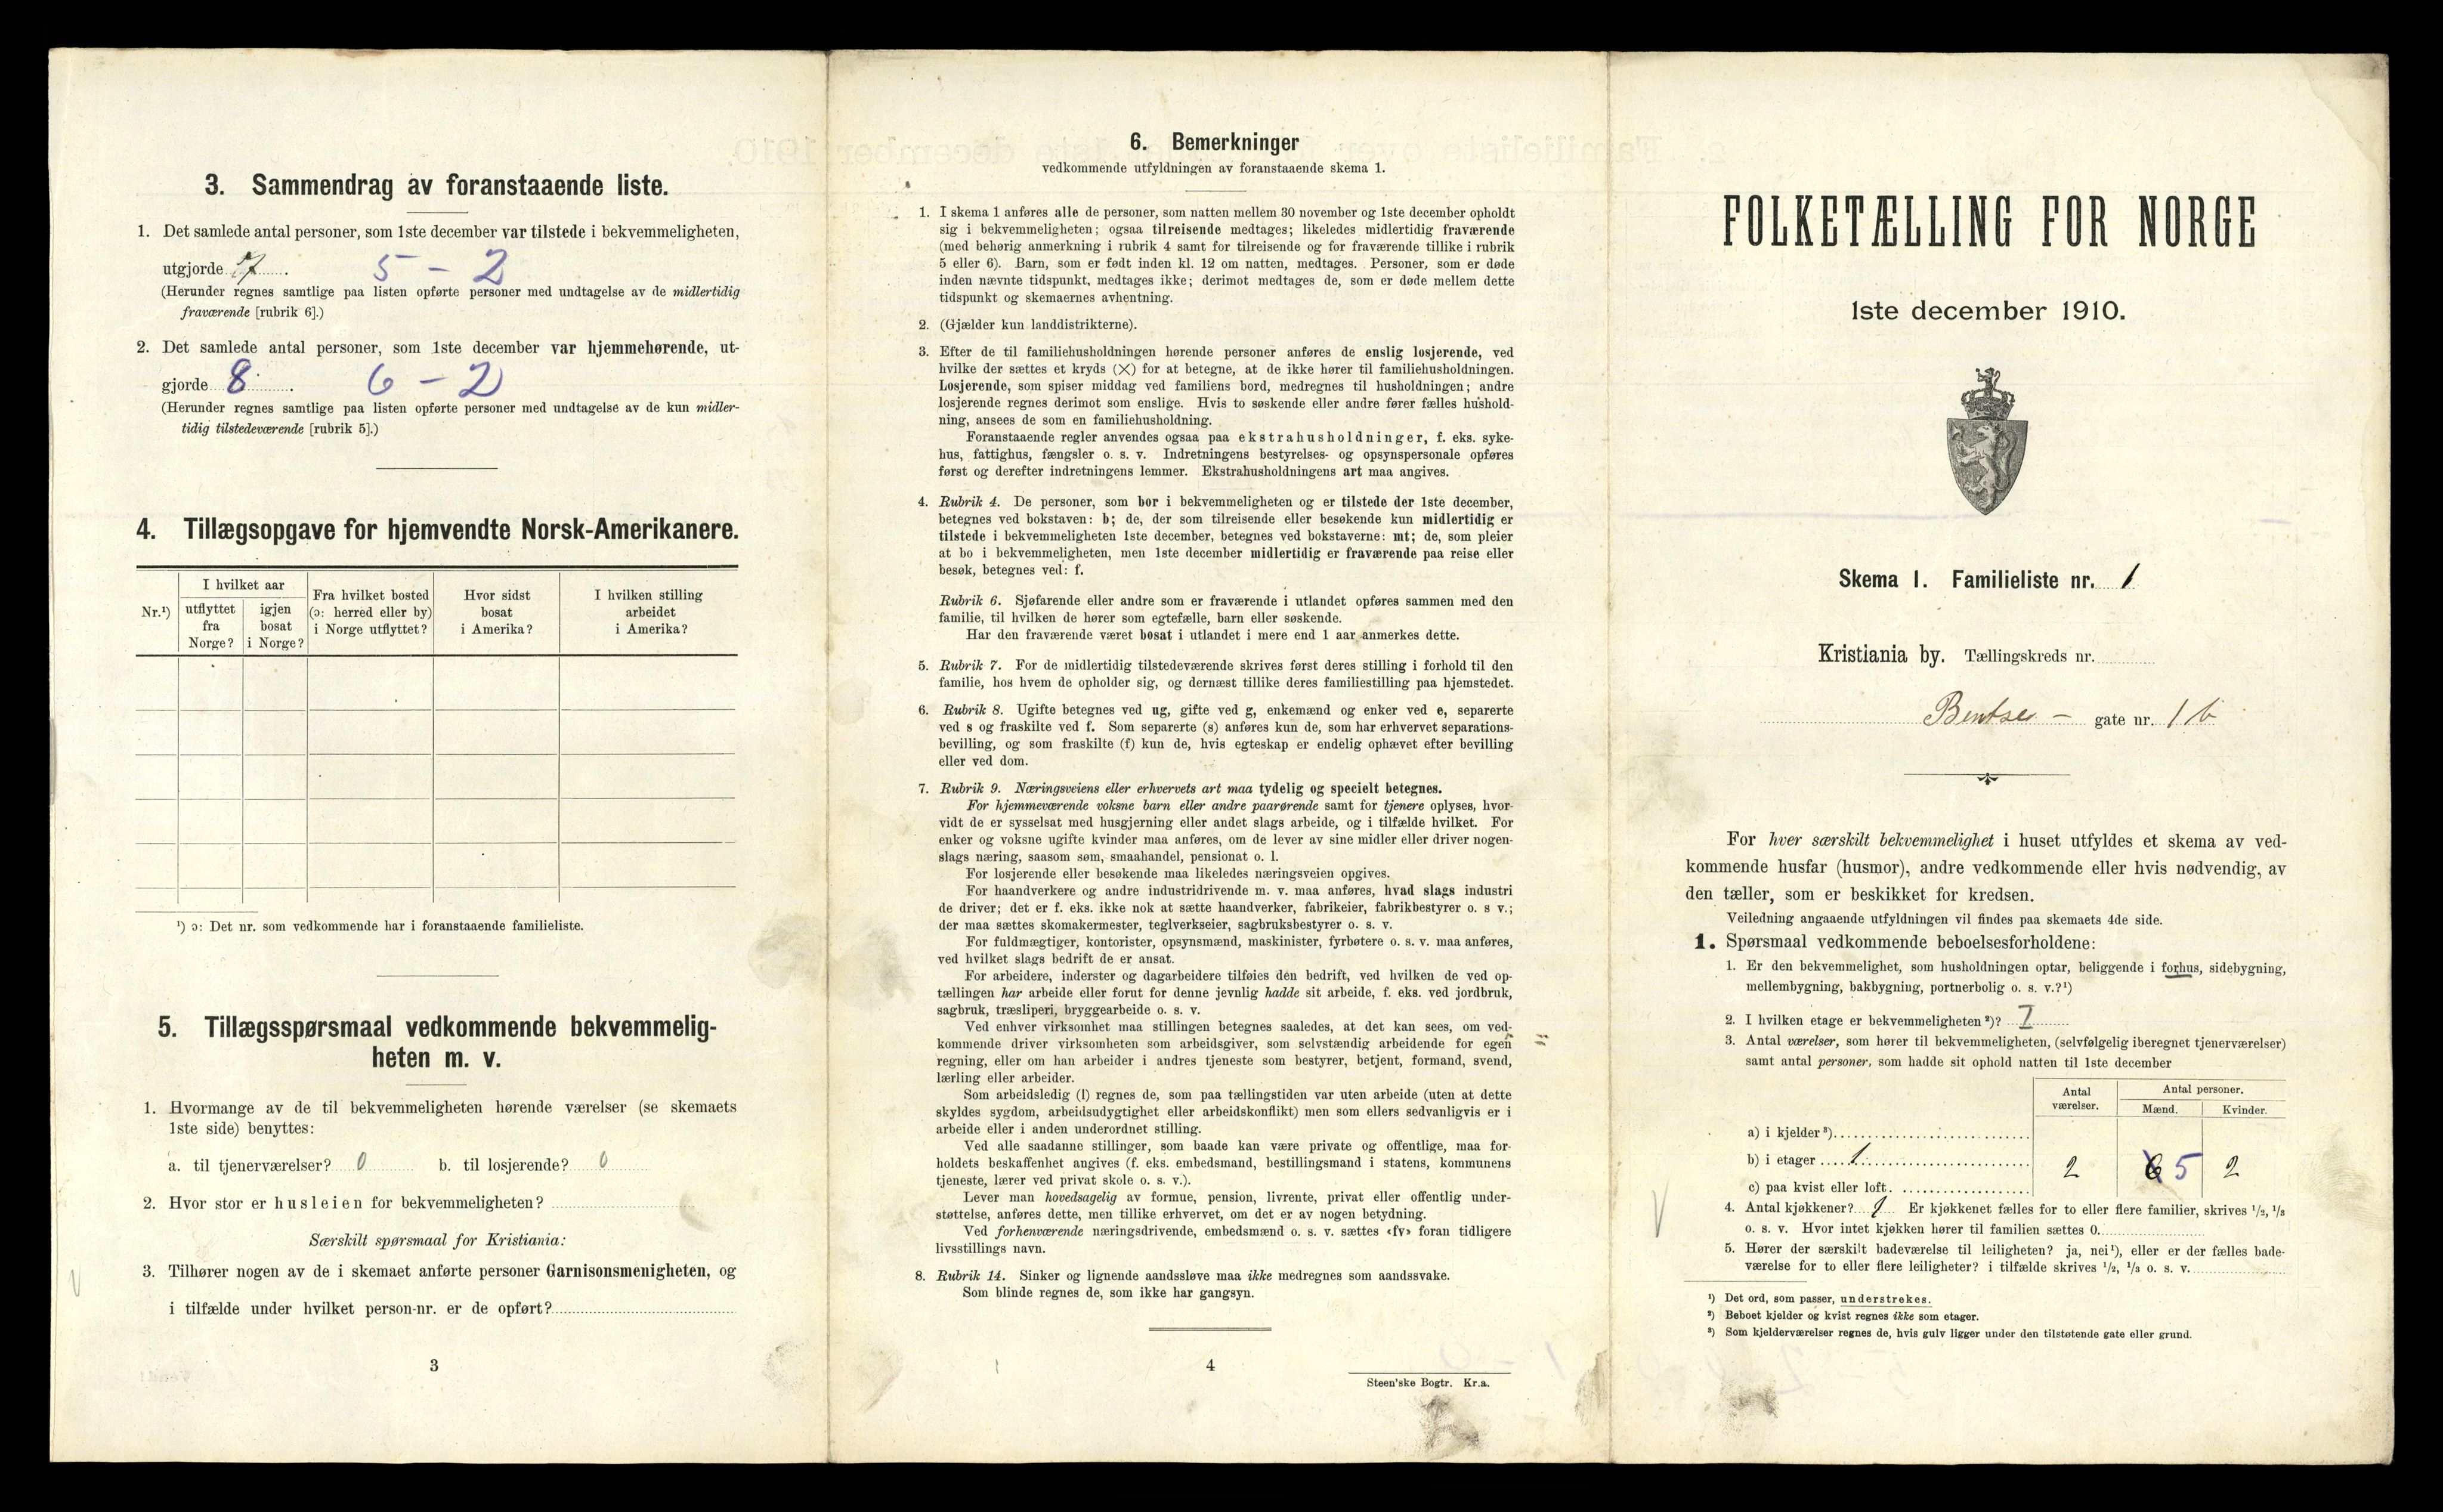 3. Sammendrag av foranstaaende liste.
1. Det samlede antal personer, som 1ste december var tilstede i bekvemmeligheten,
utgjorde 7. 5 – 2
(Herunder regnes samtlige paa listen opførte personer med undtagelse av de midlertidig
fraværende [rubrik 6].)
2. Det samlede antal personer, som 1ste december var hjemmehørende, ut-
gjorde 8. 6 – 2
(Herunder regnes samtlige paa listen opførte personer med undtagelse av de kun midler-
tidig tilstedeværende [rubrik 5].)
4. Tillægsopgave for hjemvendte Norsk-Amerikanere.
Nr.¹)
I hvilket aar
utflyttet
fra
Norge?
igjen
bosat
i Norge?
Fra hvilket bosted
(ɔ: herred eller by)
i Norge utflyttet?
Hvor sidst
bosat
i Amerika?
I hvilken stilling
arbeidet
i Amerika?
¹) ɔ: Det nr. som vedkommende har i foranstaaende familieliste.
5. Tillægsspørsmaal vedkommende bekvemmelig-
heten m. v.
1. Hvormange av de til bekvemmeligheten hørende værelser (se skemaets
1ste side) benyttes:
a. til tjenerværelser? 0 b. til losjerende? 0
2. Hvor stor er husleien for bekvemmeligheten?
Særskilt spørsmaal for Kristiania:
3. Tilhører nogen av de i skemaet anførte personer Garnisonsmenigheten, og
i tilfælde under hvilket person-nr. er de opført?
3
6. Bemerkninger
vedkommende utfyldningen av foranstaaende skema 1.
1. I skema 1 anføres alle de personer, som natten mellem 30 november og 1ste december opholdt
sig i bekvemmeligheten; ogsaa tilreisende medtages; likeledes midlertidig fraværende
(med behørig anmerkning i rubrik 4 samt for tilreisende og for fraværende tillike i rubrik
5 eller 6). Barn, som er født inden kl. 12 om natten, medtages. Personer, som er døde
inden nævnte tidspunkt, medtages ikke; derimot medtages de, som er døde mellem dette
tidspunkt og skemaernes avhentning.
2. (Gjælder kun landdistrikterne).
3. Efter de til familiehusholdningen hørende personer anføres de enslig losjerende, ved
hvilke der sættes et kryds (×) for at betegne, at de ikke hører til familiehusholdningen.
Losjerende, som spiser middag ved familiens bord, medregnes til husholdningen; andre
losjerende regnes derimot som enslige. Hvis to søskende eller andre fører fælles hushold-
ning, ansees de som en familiehusholdning.
Foranstaaende regler anvendes ogsaa paa ekstrahusholdninger, f. eks. syke-
hus, fattighus, fængsler o. s. v. Indretningens bestyrelses- og opsynspersonale opføres
først og derefter indretningens lemmer. Ekstrahusholdningens art maa angives.
4. Rubrik 4. De personer, som bor i bekvemmeligheten og er tilstede der 1ste december,
betegnes ved bokstaven: b; de, der som tilreisende eller besøkende kun midlertidig er
tilstede i bekvemmeligheten 1ste december, betegnes ved bokstaverne: mt; de, som pleier
at bo i bekvemmeligheten, men 1ste december midlertidig er fraværende paa reise eller
besøk, betegnes ved: f.
Rubrik 6. Sjøfarende eller andre som er fraværende i utlandet opføres sammen med den
familie, til hvilken de hører som egtefælle, barn eller søskende.
Har den fraværende været bosat i utlandet i mere end 1 aar anmerkes dette.
5. Rubrik 7. For de midlertidig tilstedeværende skrives først deres stilling i forhold til den
familie, hos hvem de opholder sig, og dernæst tillike deres familiestilling paa hjemstedet.
6. Rubrik 8. Ugifte betegnes ved ug, gifte ved g, enkemænd og enker ved e, separerte
ved s og fraskilte ved f. Som separerte (s) anføres kun de, som har erhvervet separations-
bevilling, og som fraskilte (f) kun de, hvis egteskap er endelig ophævet efter bevilling
eller ved dom.
7. Rubrik 9. Næringsveiens eller erhvervets art maa tydelig og specielt betegnes.
For hjemmeværende voksne barn eller andre paarørende samt for tjenere oplyses, hvor-
vidt de er sysselsat med husgjerning eller andet slags arbeide, og i tilfælde hvilket. For
enker og voksne ugifte kvinder maa anføres, om de lever av sine midler eller driver nogen-
slags næring, saasom søm, smaahandel, pensionat o. l.
For losjerende eller besøkende maa likeledes næringsveien opgives.
For haandverkere og andre industridrivende m. v. maa anføres, hvad slags industri
de driver; det er f. eks. ikke nok at sætte haandverker, fabrikeier, fabrikbestyrer o. s v.;
der maa sættes skomakermester, teglverkseier, sagbruksbestyrer o. s. v.
For fuldmægtiger, kontorister, opsynsmænd, maskinister, fyrbøtere o. s. v. maa anføres,
ved hvilket slags bedrift de er ansat.
For arbeidere, inderster og dagarbeidere tilføies den bedrift, ved hvilken de ved op-
tællingen har arbeide eller forut for denne jevnlig hadde sit arbeide, f. eks. ved jordbruk,
sagbruk, træsliperi, bryggearbeide o. s. v.
Ved enhver virksomhet maa stillingen betegnes saaledes, at det kan sees, om ved-
kommende driver virksomheten som arbeidsgiver, som selvstændig arbeidende for egen
regning, eller om han arbeider i andres tjeneste som bestyrer, betjent, formand, svend,
lærling eller arbeider.
Som arbeidsledig (l) regnes de, som paa tællingstiden var uten arbeide (uten at dette
skyldes sygdom, arbeidsudygtighet eller arbeidskonflikt) men som ellers sedvanligvis er i
arbeide eller i anden underordnet stilling.
Ved alle saadanne stillinger, som baade kan være private og offentlige, maa for-
holdets beskaffenhet angives (f. eks. embedsmand, bestillingsmand i statens, kommunens
tjeneste, lærer ved privat skole o. s. v.).
Lever man hovedsagelig av formue, pension, livrente, privat eller offentlig under-
støttelse, anføres dette, men tillike erhvervet, om det er av nogen betydning.
Ved forhenværende næringsdrivende, embedsmænd o. s. v. sættes «fv» foran tidligere
livsstillings navn.
8. Rubrik 14. Sinker og lignende aandssløve maa ikke medregnes som aandssvake.
Som blinde regnes de, som ikke har gangsyn.
4
Steen'ske Bogtr. Kr.a.
FOLKETÆLLING FOR NORGE
1ste december 1910.
Skema 1. Familieliste nr. 1
Kristiania by. Tællingskreds nr.
Bentse – gate nr. 1 b
For hver særskilt bekvemmelighet i huset utfyldes et skema av ved-
kommende husfar (husmor), andre vedkommende eller hvis nødvendig, av
den tæller, som er beskikket for kredsen.
Veiledning angaaende utfyldningen vil findes paa skemaets 4de side.
1. Spørsmaal vedkommende beboelsesforholdene:
1. Er den bekvemmelighet, som husholdningen optar, beliggende i forhus, sidebygning,
mellembygning, bakbygning, portnerbolig o. s. v.?¹)
2. I hvilken etage er bekvemmeligheten²)? I
3. Antal værelser, som hører til bekvemmeligheten, (selvfølgelig iberegnet tjenerværelser)
samt antal personer, som hadde sit ophold natten til 1ste december
Antal
værelser.
Antal personer.
Mænd. Kvinder.
a) i kjelder³)
b) i etager 1 2 6 5 2
c) paa kvist eller loft.
4. Antal kjøkkener? 1 Er kjøkkenet fælles for to eller flere familier, skrives ¹/₂, ¹/₃
o. s. v. Hvor intet kjøkken hører til familien sættes 0.
5. Hører der særskilt badeværelse til leiligheten? ja, nei¹), eller er der fælles bade-
værelse for to eller flere leiligheter? i tilfælde skrives ¹/₂, ¹/₃ o. s. v.
¹) Det ord, som passer, understrekes.
²) Beboet kjelder og kvist regnes ikke som etager.
³) Som kjelderværelser regnes de, hvis gulv ligger under den tilstøtende gate eller grund.